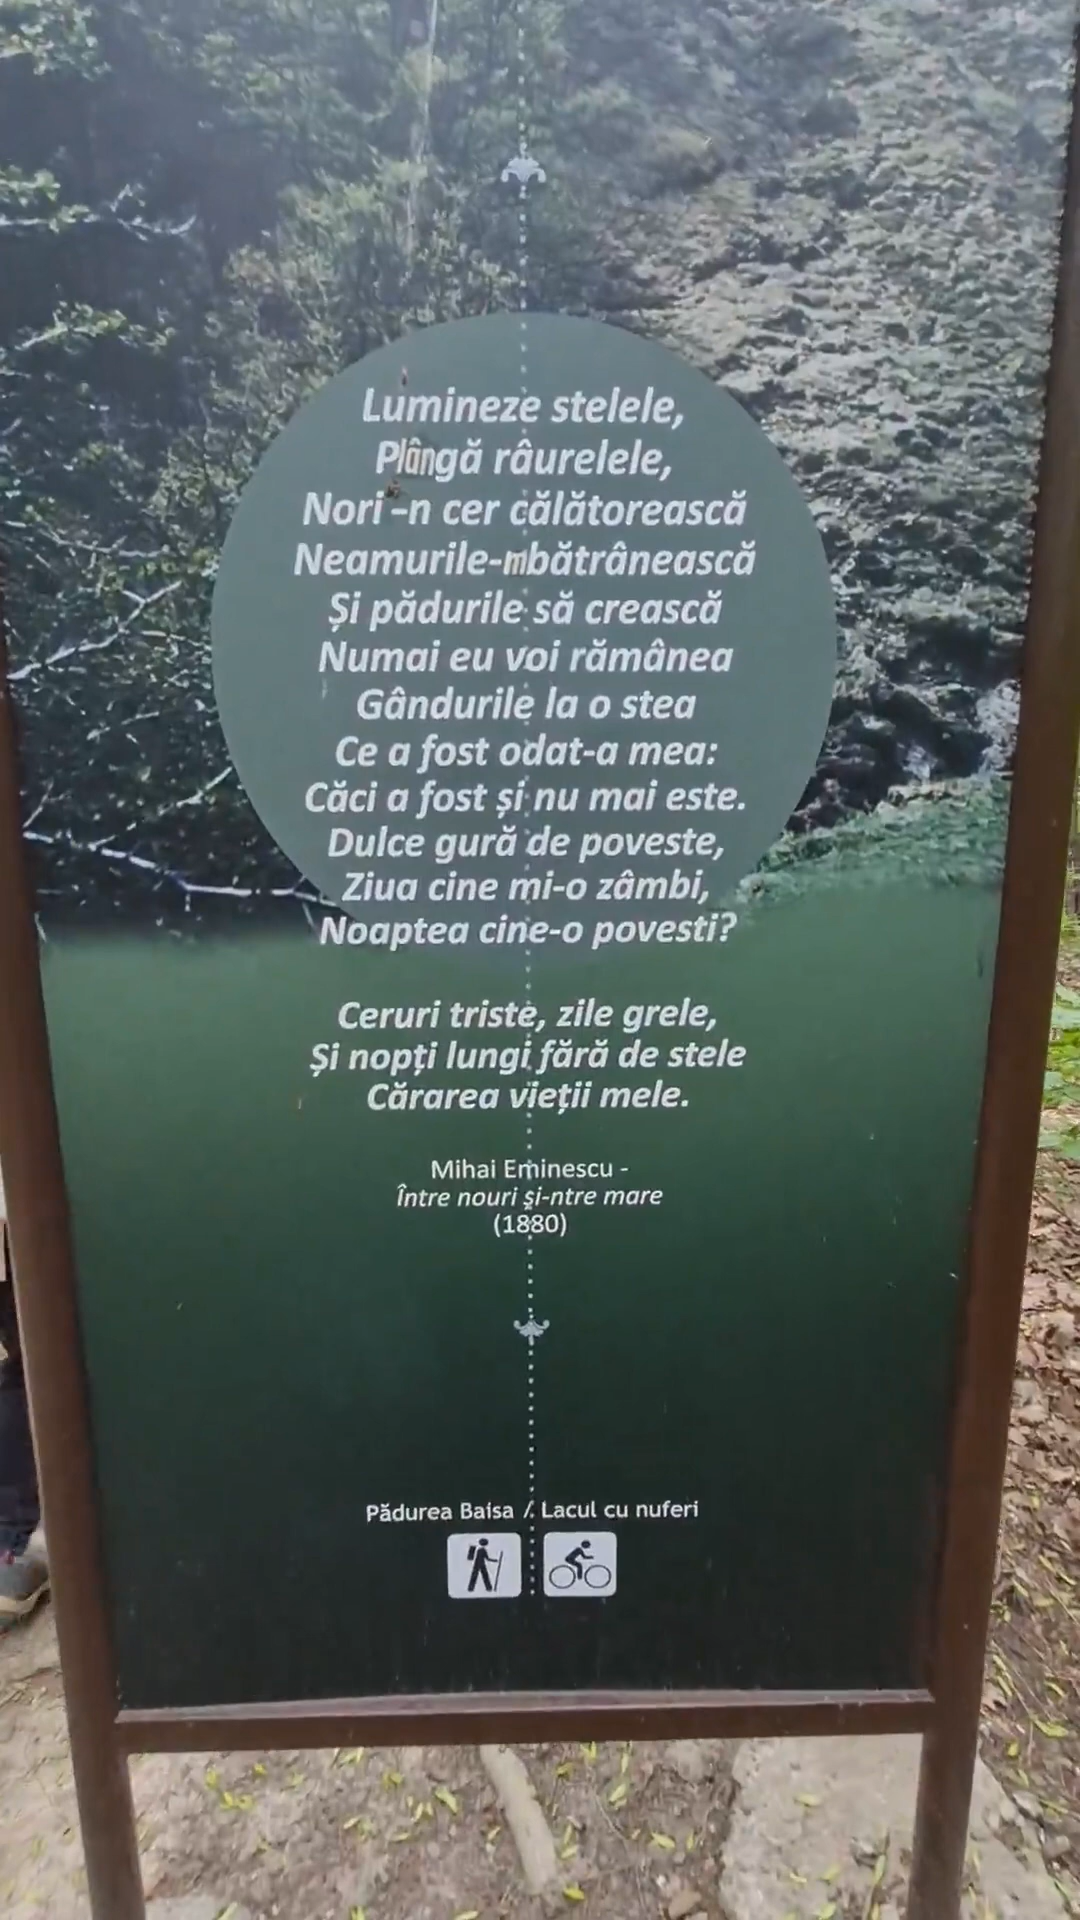 Lumineze stelele,
Plângă râurelele,
Nori -n cer călătorească
Neamurile-mbătrânească
Și pădurile să crească
Numai eu voi rămânea
Gândurile la o stea
Ce a fost odat-a mea:
Căci a fost și nu mai este.
Dulce gură de poveste,
Ziua cine mi-o zâmbi,
Noaptea cine-o povesti?
Ceruri triste, zile grele,
Și nopți lungi fără de stele
Cărarea vieții mele.
Mihai Eminescu -
Între nouri și-ntre mare
(1880)
Pădurea Baisa / Lacul cu nuferi